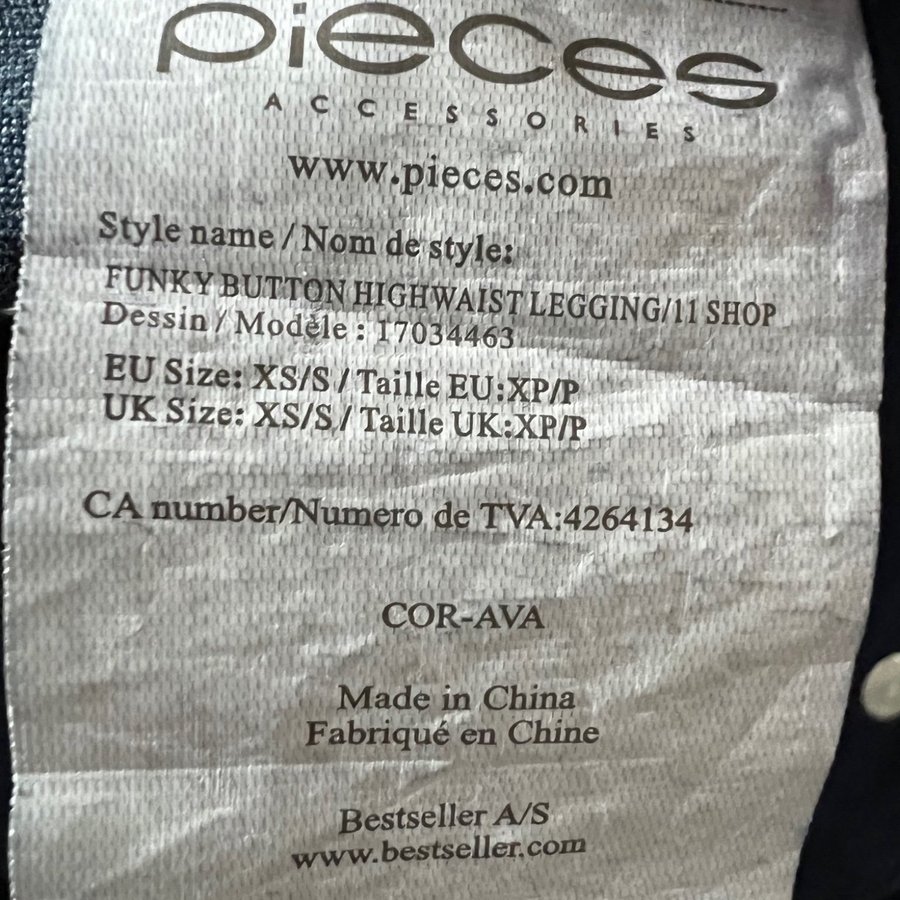 pieces
ACCESSORIES
www.pieces.com
Style name / Nom de style:
FUNKY BUTTON HIGHWAIST LEGGING/11 SHOP
Dessin / Modèle : 17034463
EU Size: XS/S / Taille EU:XP/P
UK Size: XS/S / Taille UK:XP/P
CA number/Numero de TVA:4264134
COR-AVA
Made in China
Fabriqué en Chine
Bestseller A/S
www.bestseller.com